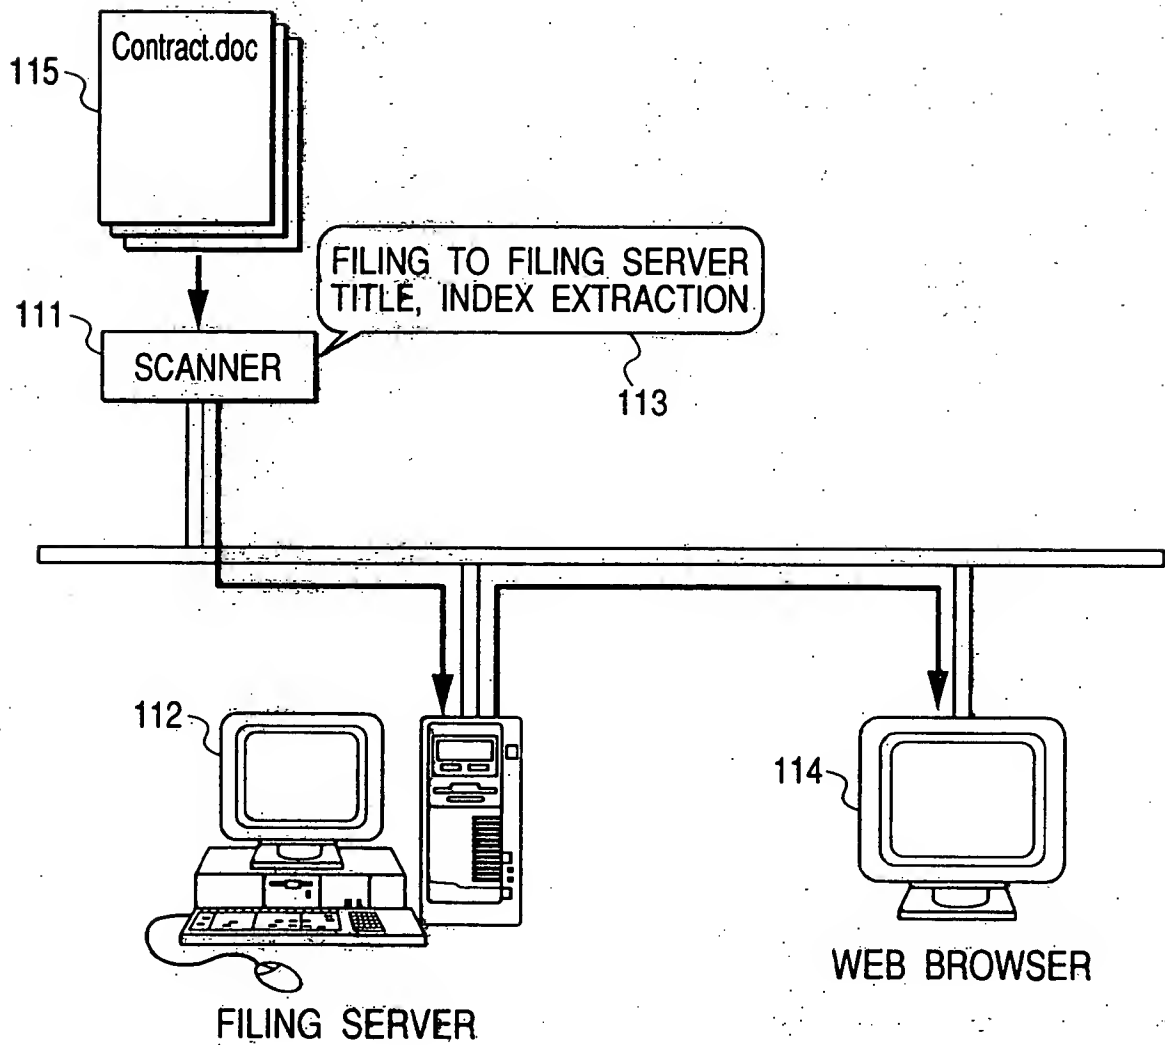 Contract.doc
115
FILING TO FILING SERVER
TITLE, INDEX EXTRACTION
111
SCANNER
113
112
114
WEB BROWSER
FILING SERVER